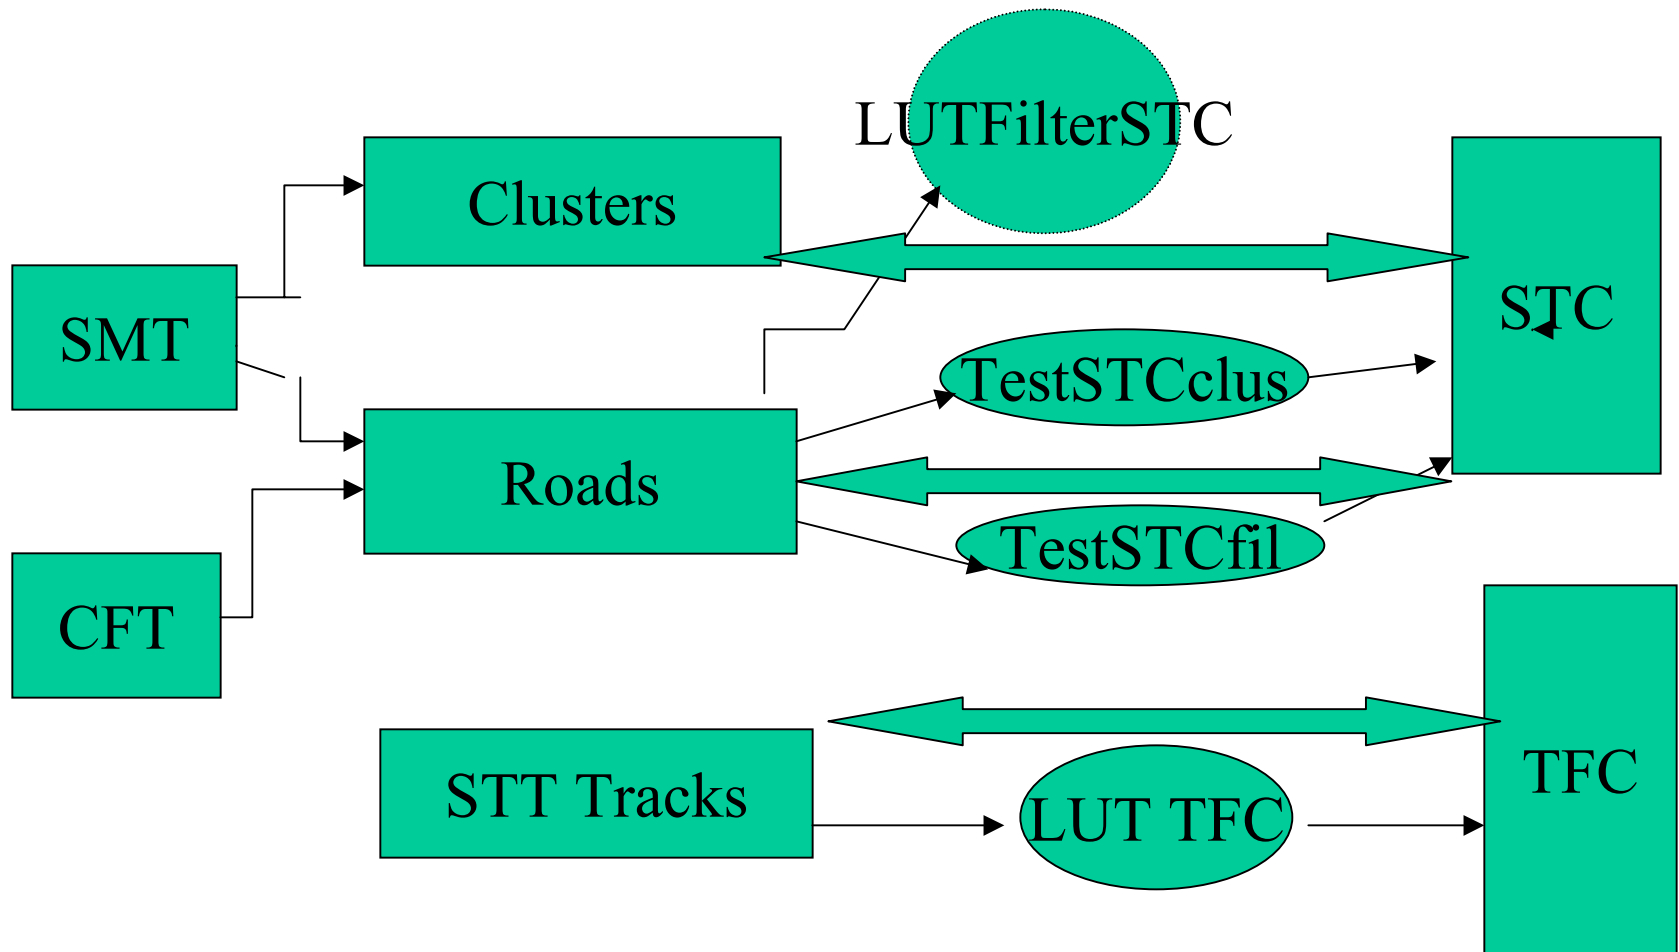 LUTFilterSTC
Clusters
SMT
STC
TestSTCclus
Roads
TestSTCfil
CFT
STT Tracks
LUT TFC
TFC